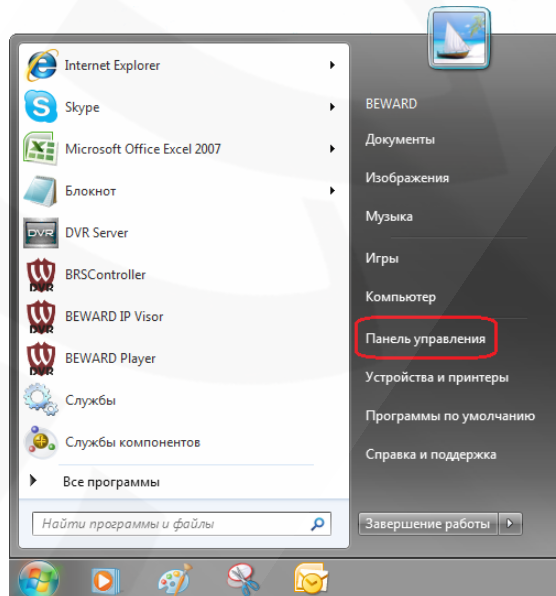 Internet Explorer
Skype
Microsoft Office Excel 2007
Блокнот
DVR Server
BRSController
BEWARD IP Visor
BEWARD Player
Службы
Службы компонентов
Все программы
Найти программы и файлы
BEWARD
Документы
Изображения
Музыка
Игры
Компьютер
Панель управления
Устройства и принтеры
Программы по умолчанию
Справка и поддержка
Завершение работы